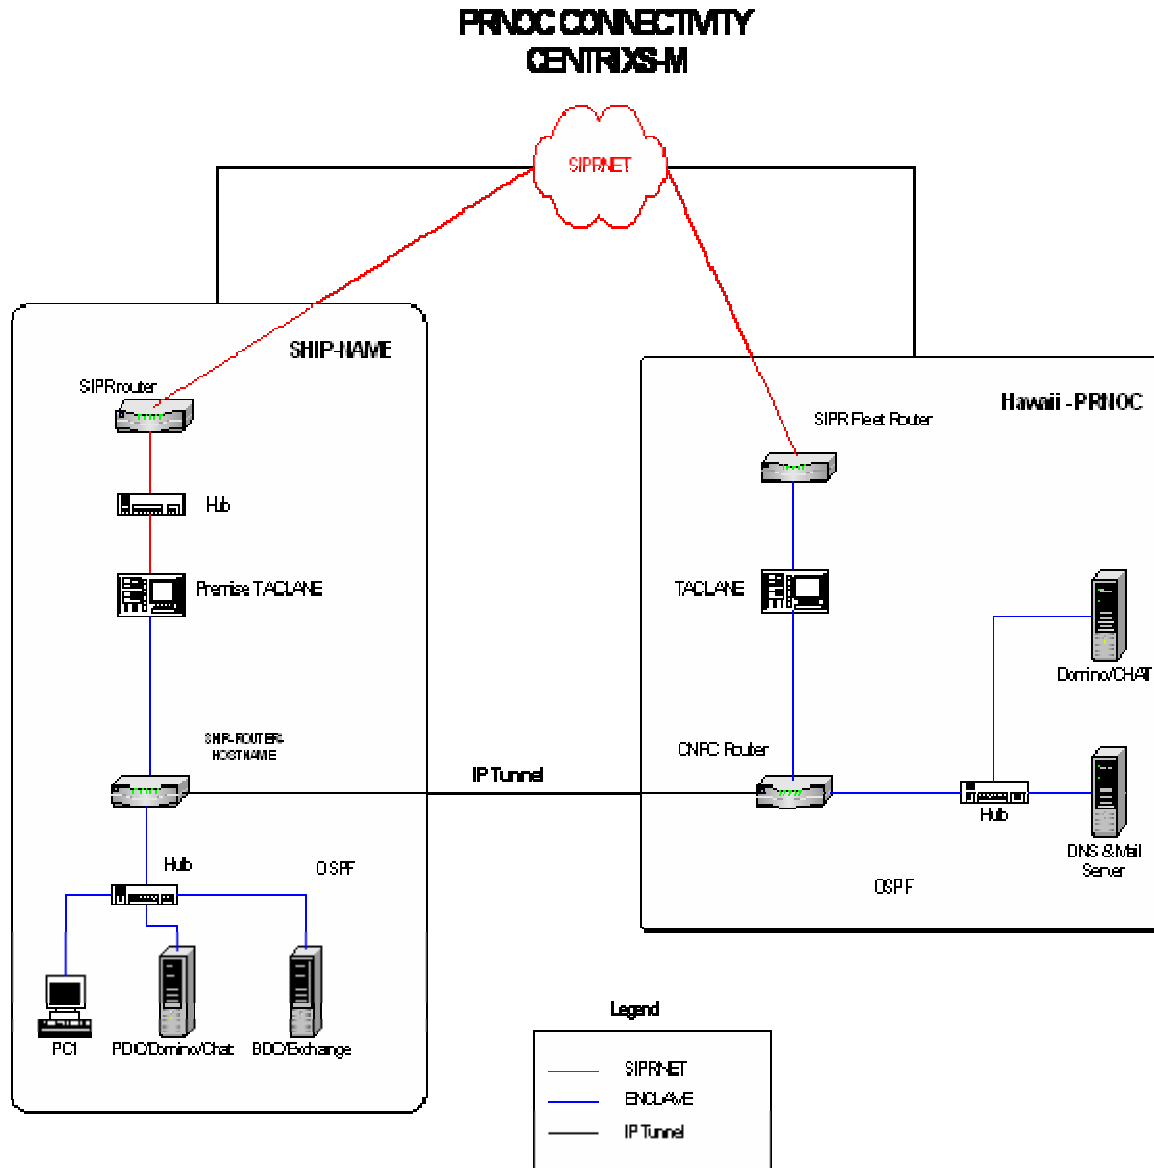 PRNOC CONNECTIVITY
CENTRIXS-M
SIPRNET
SHIP-NAME
SIPR router
Hub
Premise TACLANE
SHIP-ROUTER-
HOSTNAME
Hub
OSPF
PC1
PDC/Domino/Chat
BDC/Exchange
IP Tunnel
Hawaii - PRNOC
SIPR Fleet Router
TACLANE
Domino/CHAT
CNFC Router
Hub
DNS & Mail
Server
OSPF
Legend
SIPRNET
ENCLAVE
IP Tunnel